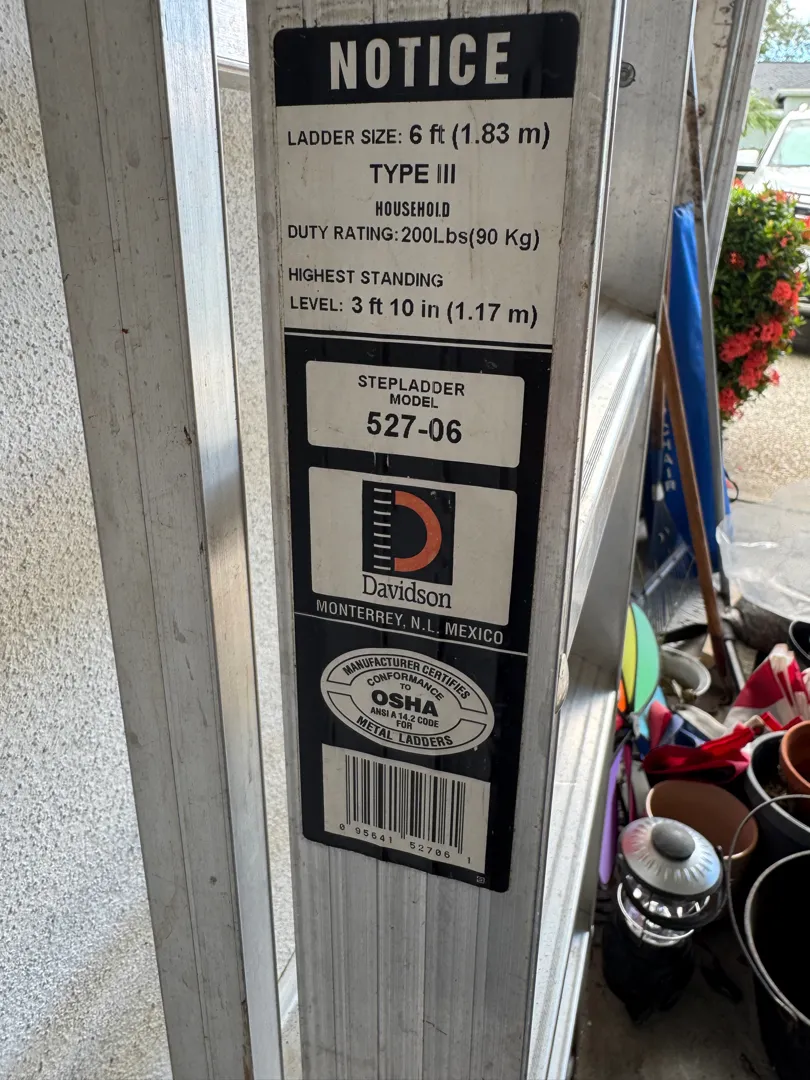 NOTICE
LADDER SIZE: 6 ft (1.83 m)
TYPE III
HOUSEHOLD
DUTY RATING: 200Lbs(90 Kg)
HIGHEST STANDING
LEVEL: 3 ft 10 in (1.17 m)
STEPLADDER
MODEL
527-06
Davidson
MONTERREY, N.L. MEXICO
MANUFACTURER CERTIFIES
CONFORMANCE
TO
OSHA
ANSI A 14.2 CODE
FOR
METAL LADDERS
0 95641 52706 1
CHAIR